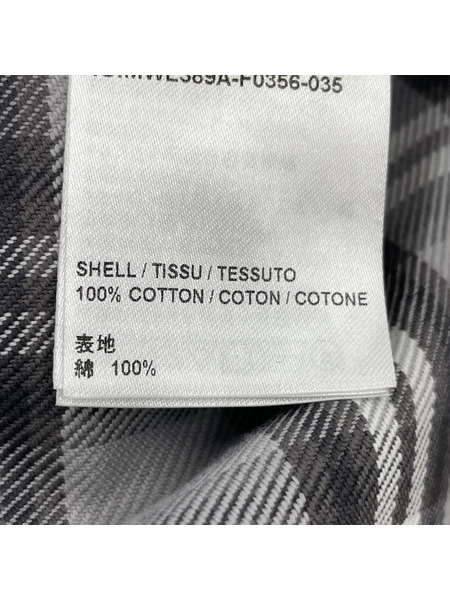 SHELL / TISSU / TESSUTO
100% COTTON / COTON / COTONE
表地
綿 100%